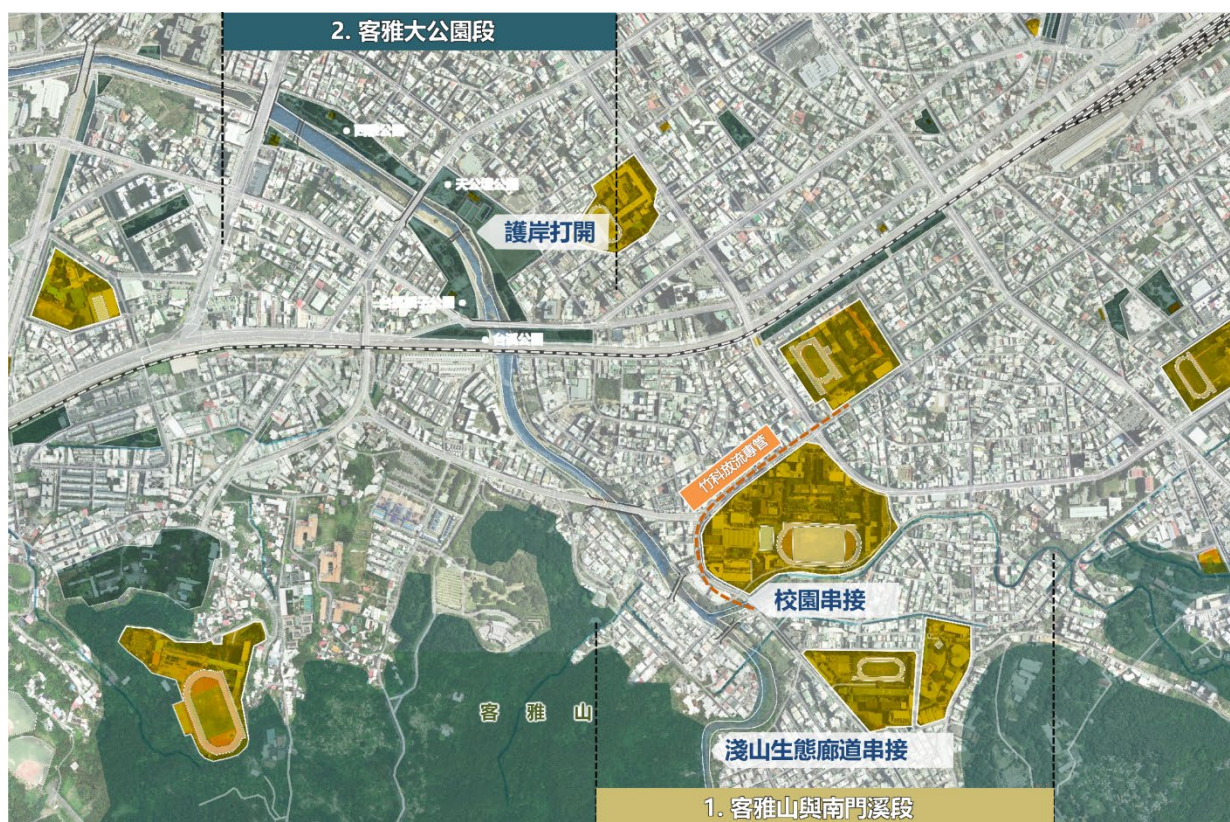 2. 客雅大公園段
天公壇公園
護岸打開
台溪公園
竹科放流專管
校園串接
客雅山
淺山生態廊道串接
1. 客雅山與南門溪段